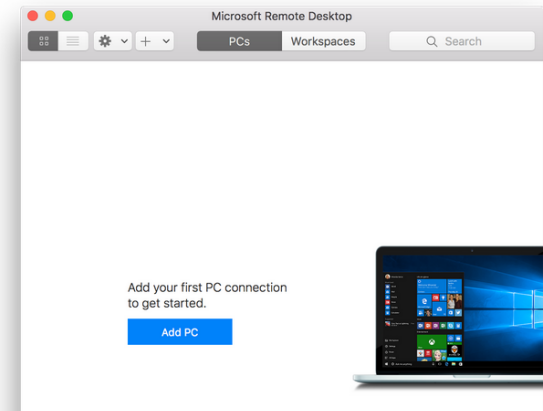 Microsoft Remote Desktop
PCs
Workspaces
Search
Add your first PC connection
to get started.
Add PC